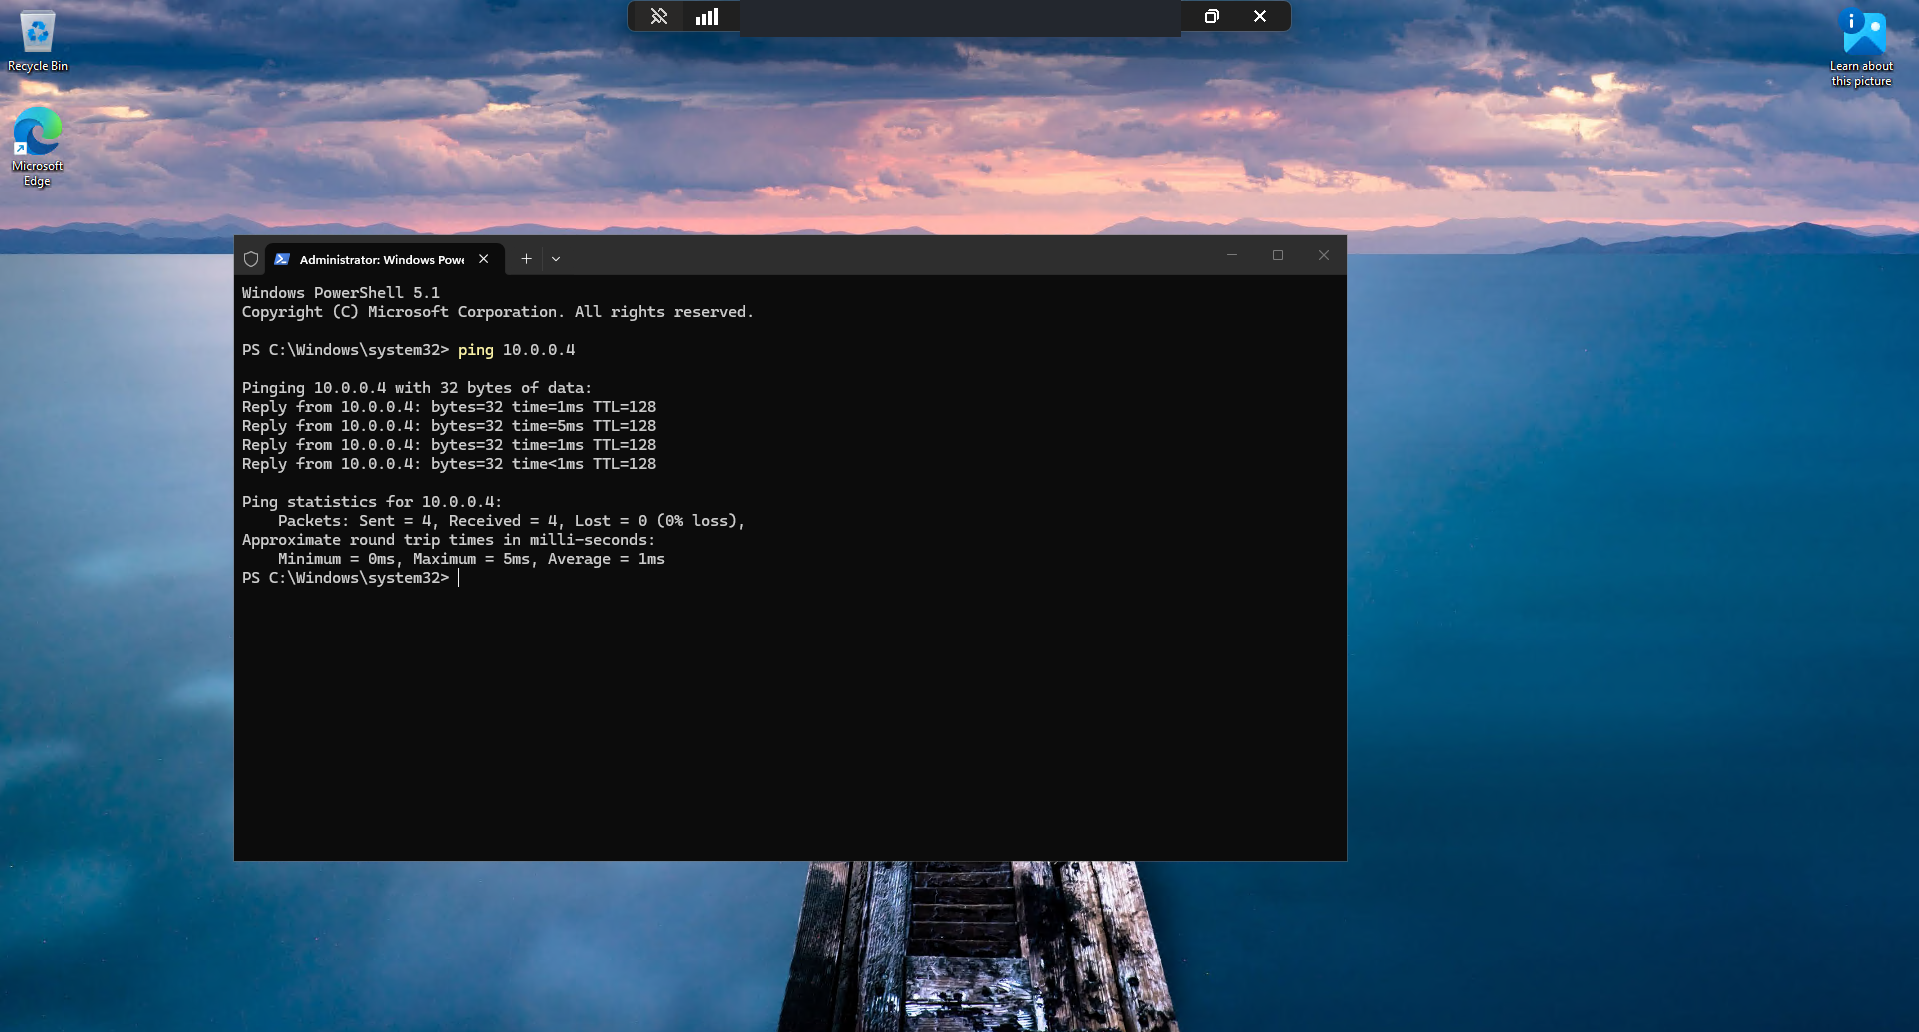 Recycle Bin
Microsoft
Edge
Learn about
this picture
Administrator: Windows Powe
Windows PowerShell 5.1
Copyright (C) Microsoft Corporation. All rights reserved.
PS C:\Windows\system32> ping 10.0.0.4
Pinging 10.0.0.4 with 32 bytes of data:
Reply from 10.0.0.4: bytes=32 time=1ms TTL=128
Reply from 10.0.0.4: bytes=32 time=5ms TTL=128
Reply from 10.0.0.4: bytes=32 time=1ms TTL=128
Reply from 10.0.0.4: bytes=32 time<1ms TTL=128
Ping statistics for 10.0.0.4:
    Packets: Sent = 4, Received = 4, Lost = 0 (0% loss),
Approximate round trip times in milli-seconds:
    Minimum = 0ms, Maximum = 5ms, Average = 1ms
PS C:\Windows\system32>